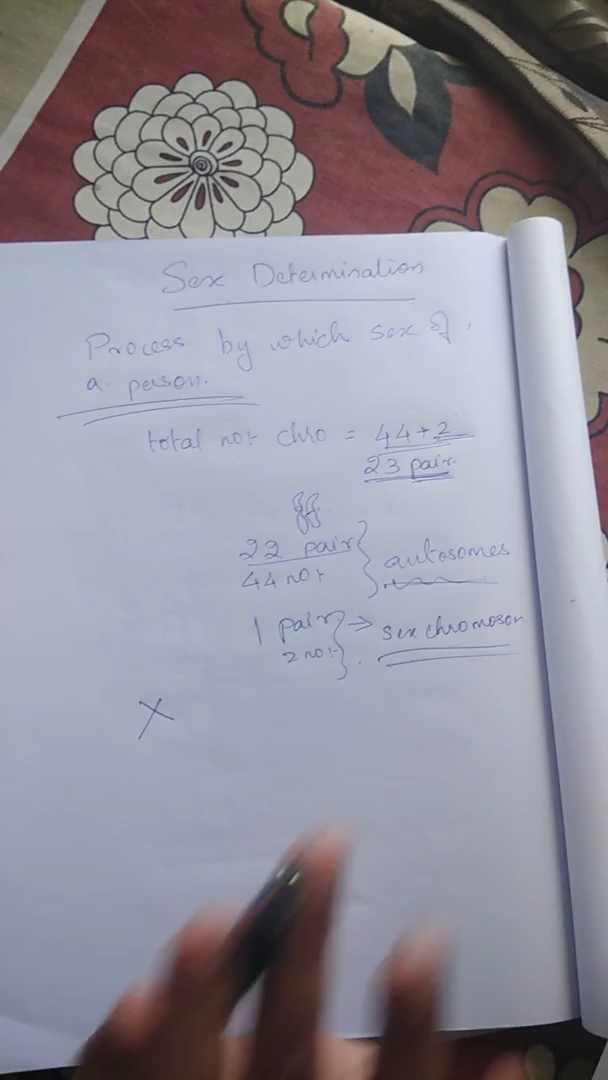 Sex Determination
Process by which sex of
a person.
total no:- chro = 44+2
23 pair
22 pair
44 no:-
autosomes
1 pair → sex chromosom
2 no:-
X